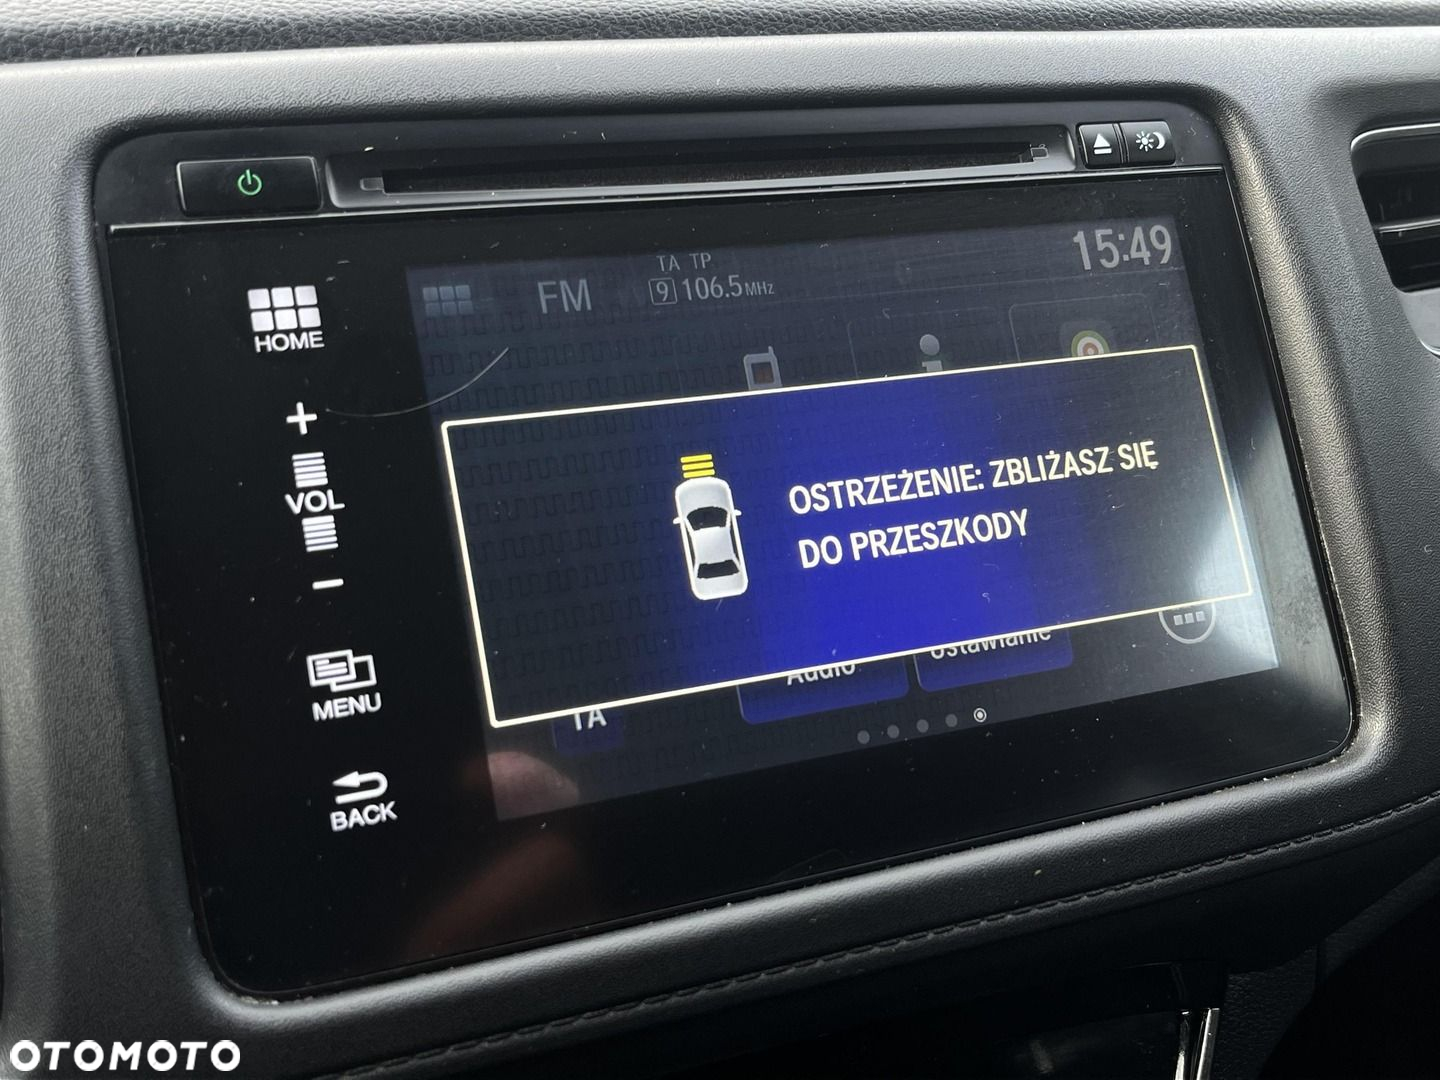 15:49
TA TP
FM 9 106.5 MHz
HOME
+
VOL
−
OSTRZEŻENIE: ZBLIŻASZ SIĘ
DO PRZESZKODY
Audio
Ustawianie
TA
MENU
BACK
OTOMOTO